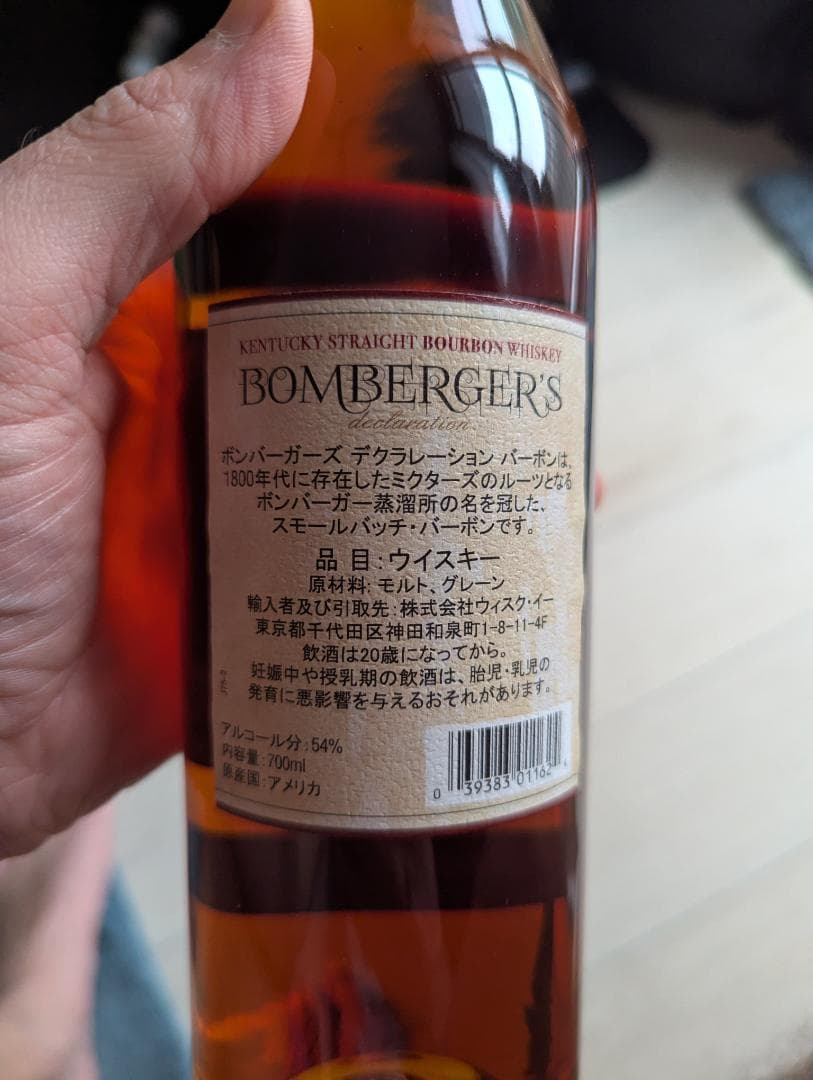 KENTUCKY STRAIGHT BOURBON WHISKEY
BOMBERGER'S
declaration
ボンバーガーズ デクラレーション バーボンは、
1800年代に存在したミクターズのルーツとなる
ボンバーガー蒸溜所の名を冠した、
スモールバッチ・バーボンです。
品 目：ウイスキー
原材料：モルト、グレーン
輸入者及び引取先：株式会社ウィスク・イー
東京都千代田区神田和泉町1-8-11-4F
飲酒は20歳になってから。
妊娠中や授乳期の飲酒は、胎児・乳児の
発育に悪影響を与えるおそれがあります。
アルコール分：54%
内容量：700ml
原産国：アメリカ
0 39383 01162